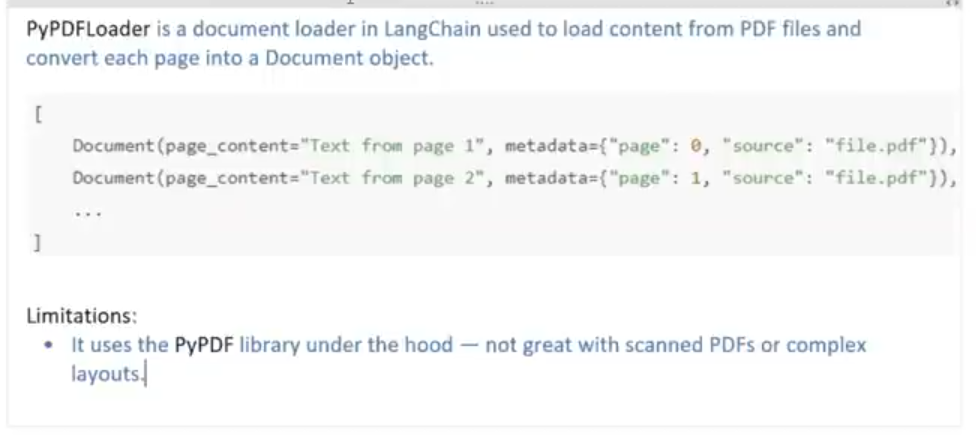 PyPDFLoader is a document loader in LangChain used to load content from PDF files and
convert each page into a Document object.
[
    Document(page_content="Text from page 1", metadata={"page": 0, "source": "file.pdf"}),
    Document(page_content="Text from page 2", metadata={"page": 1, "source": "file.pdf"}),
    ...
]
Limitations:
• It uses the PyPDF library under the hood — not great with scanned PDFs or complex
layouts.